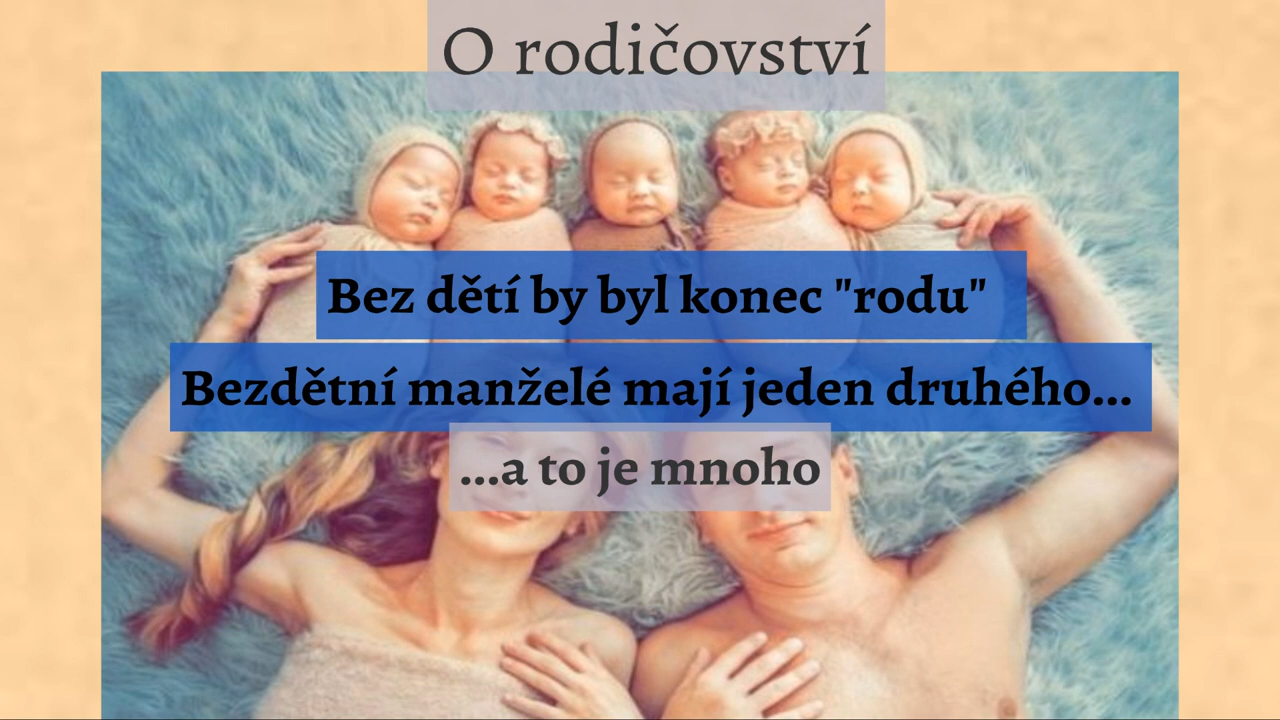 O rodičovství
Bez dětí by byl konec "rodu"
Bezdětní manželé mají jeden druhého...
...a to je mnoho